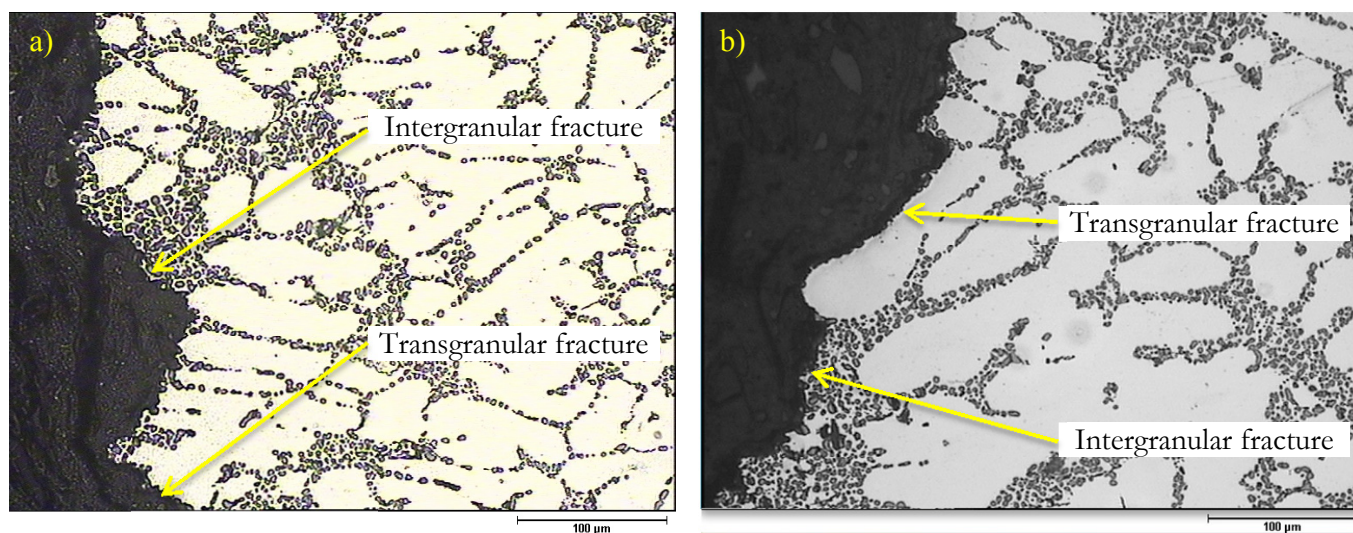 a)
Intergranular fracture
Transgranular fracture
100 µm
b)
Transgranular fracture
Intergranular fracture
100 µm